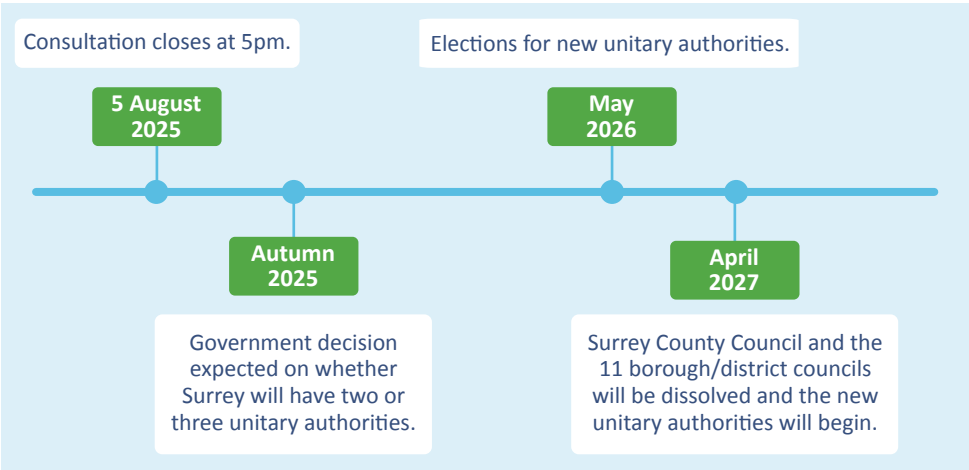 Consultation closes at 5pm.
Elections for new unitary authorities.
5 August
2025
May
2026
Autumn
2025
April
2027
Government decision
expected on whether
Surrey will have two or
three unitary authorities.
Surrey County Council and the
11 borough/district councils
will be dissolved and the new
unitary authorities will begin.